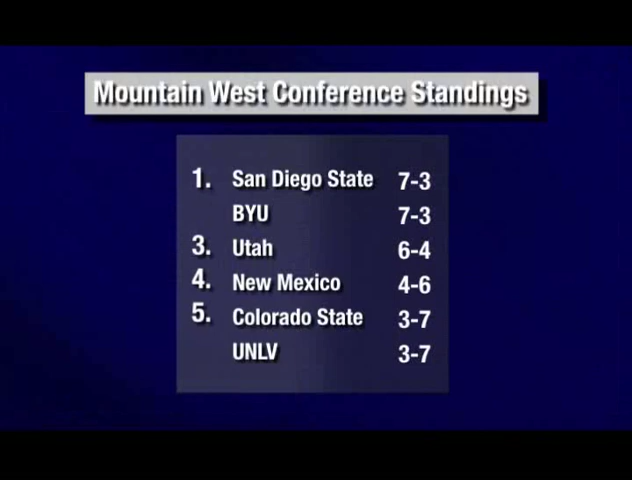 Mountain West Conference Standings
1. San Diego State 7-3
BYU 7-3
3. Utah 6-4
4. New Mexico 4-6
5. Colorado State 3-7
UNLV 3-7